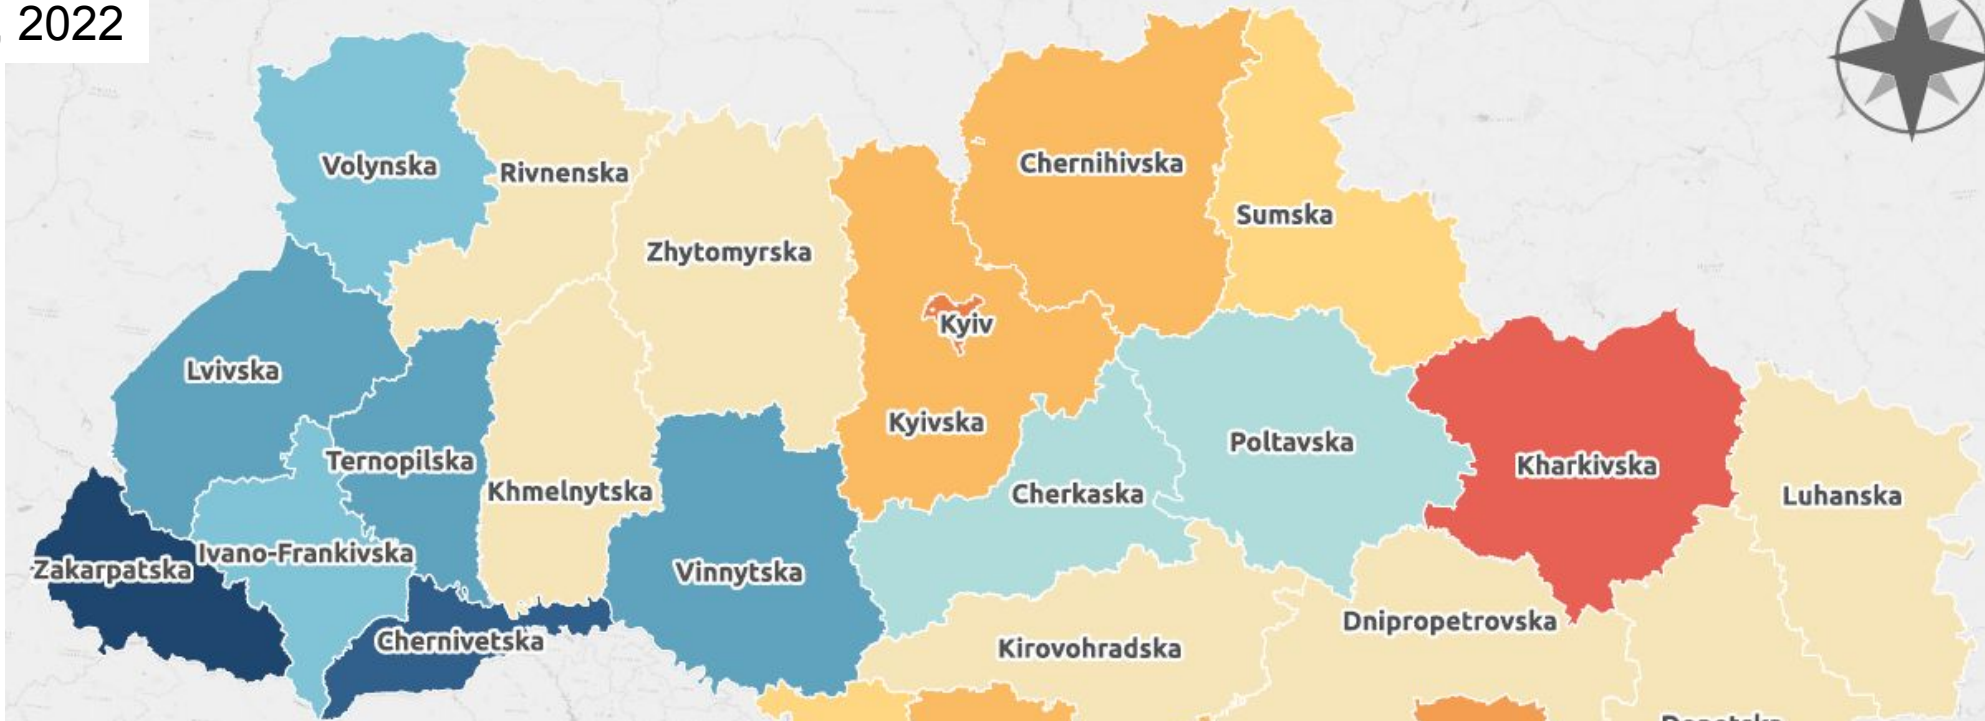 2022
Volynska
Rivnenska
Chernihivska
Sumska
Zhytomyrska
Kyiv
Lvivska
Kyivska
Poltavska
Ternopilska
Kharkivska
Khmelnytska
Cherkaska
Luhanska
Ivano-Frankivska
Zakarpatska
Vinnytska
Dnipropetrovska
Chernivetska
Kirovohradska